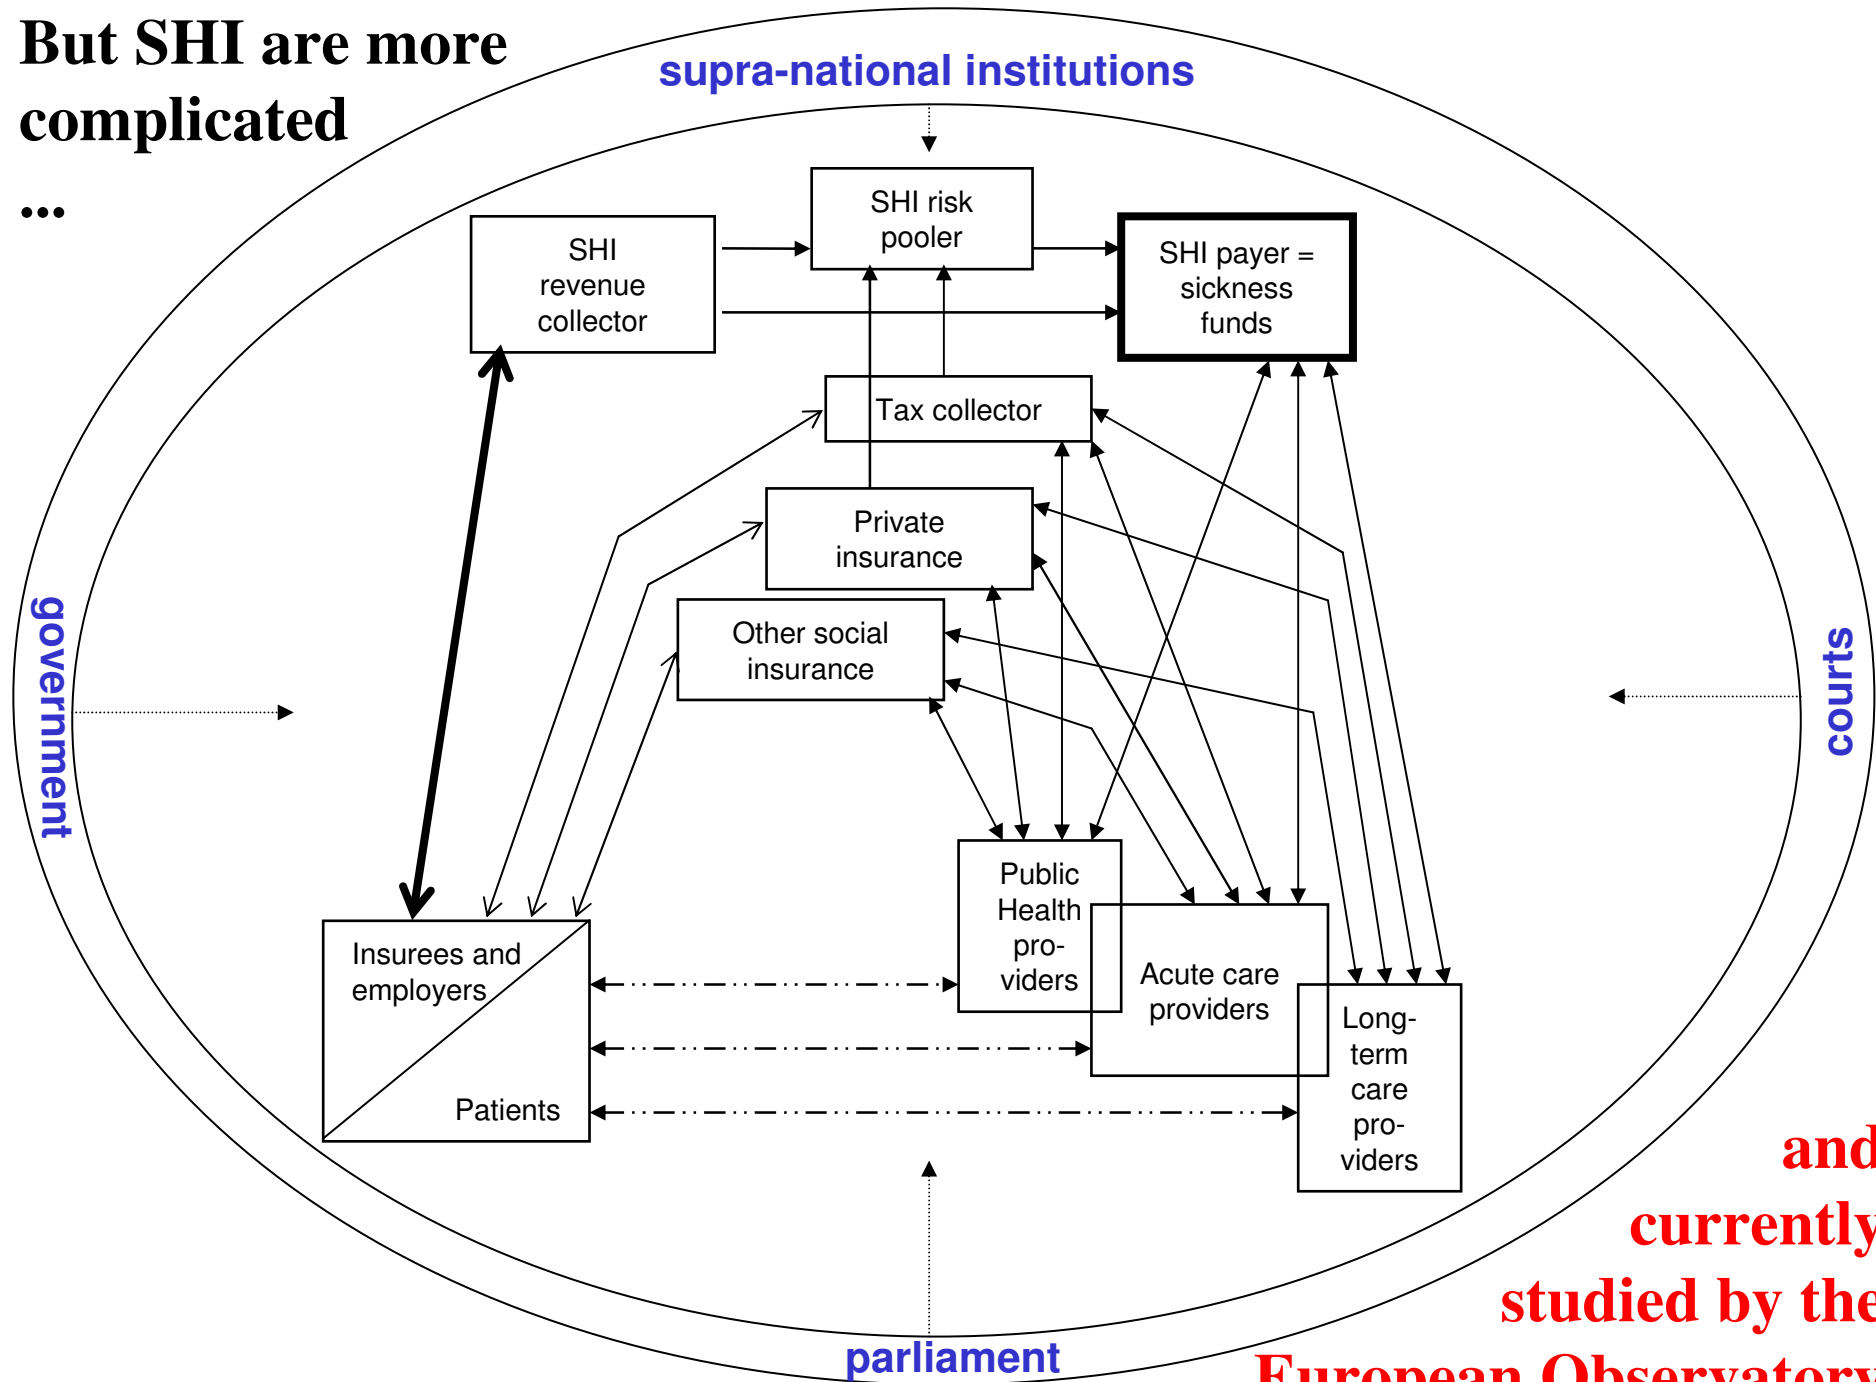 But SHI are more
complicated
...
supra-national institutions
SHI risk
pooler
SHI
revenue
collector
SHI payer =
sickness
funds
Tax collector
Private
insurance
Other social
insurance
government
courts
Public
Health
pro-
viders
Insurees and
employers
Acute care
providers
Long-
term
care
pro-
viders
Patients
and
currently
studied by the
European Observatory
parliament